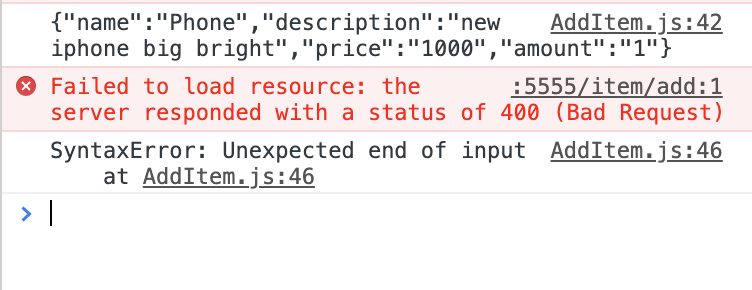 {"name":"Phone","description":"new AddItem.js:42
iphone big bright","price":"1000","amount":"1"}
Failed to load resource: the :5555/item/add:1
server responded with a status of 400 (Bad Request)
SyntaxError: Unexpected end of input AddItem.js:46
at AddItem.js:46